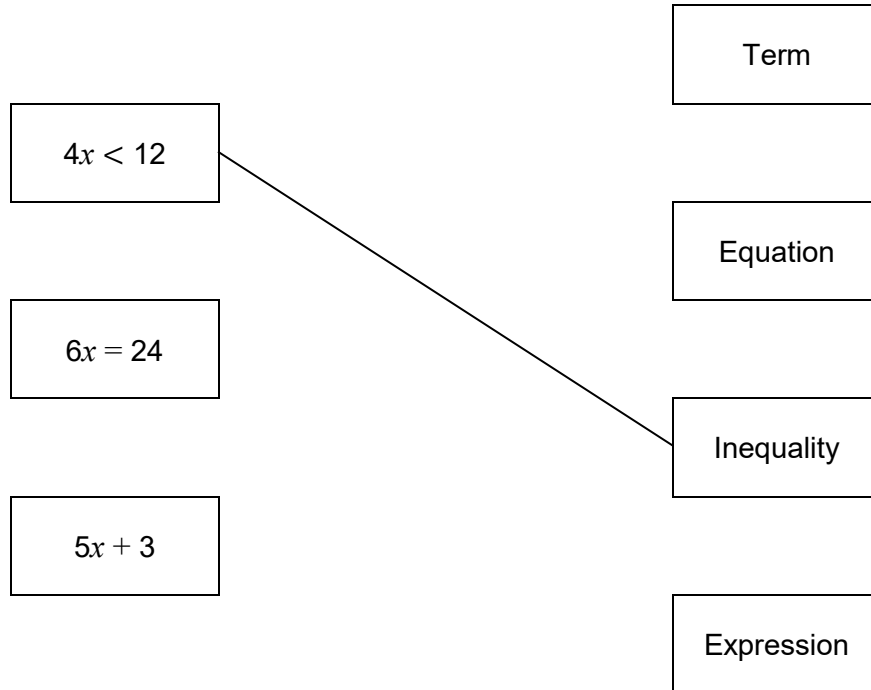 Term
4x < 12
Equation
6x = 24
Inequality
5x + 3
Expression